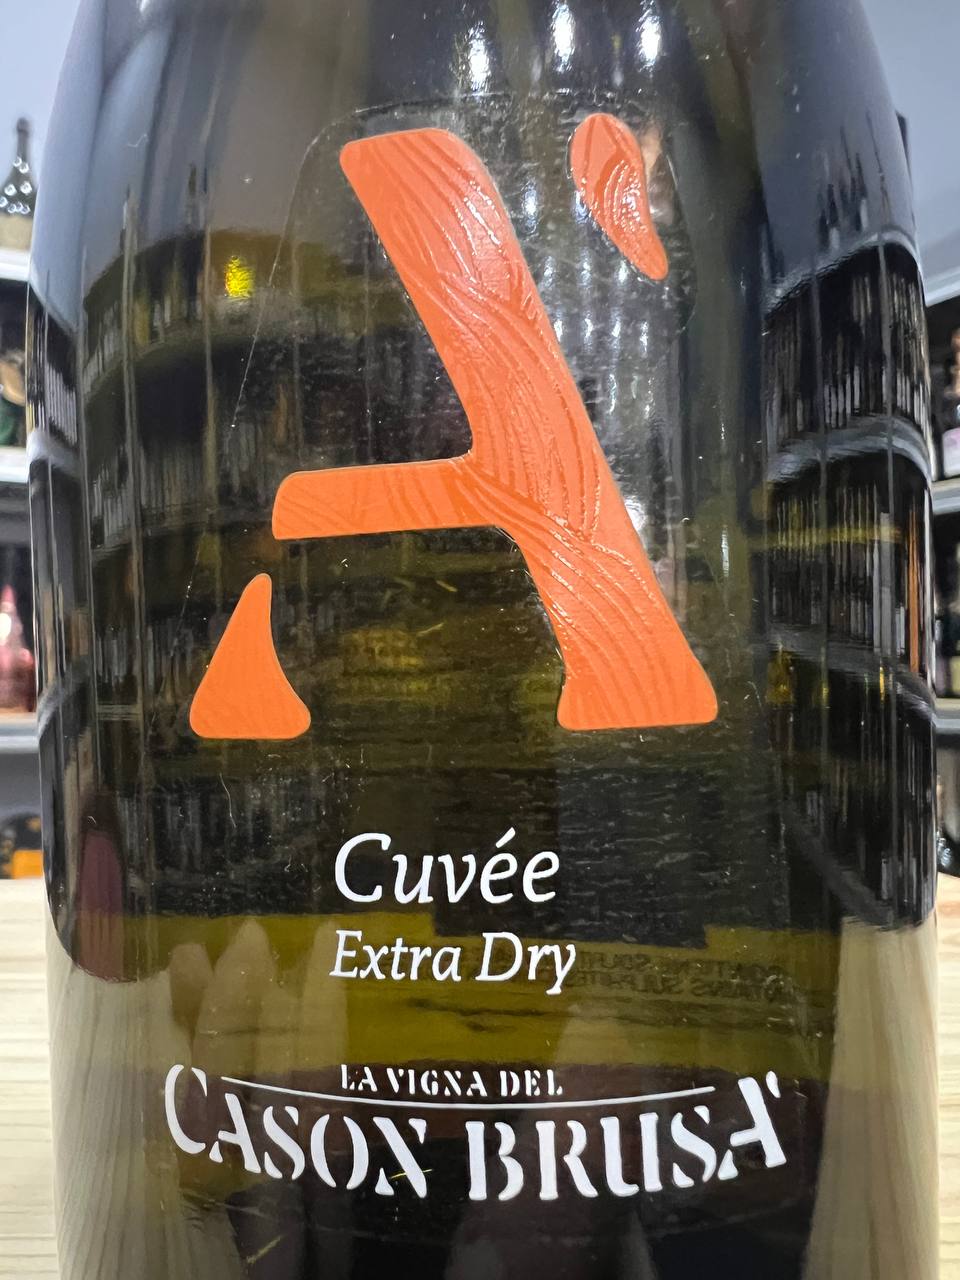 A'
Cuvée
Extra Dry
LA VIGNA DEL
CASON BRUSA'